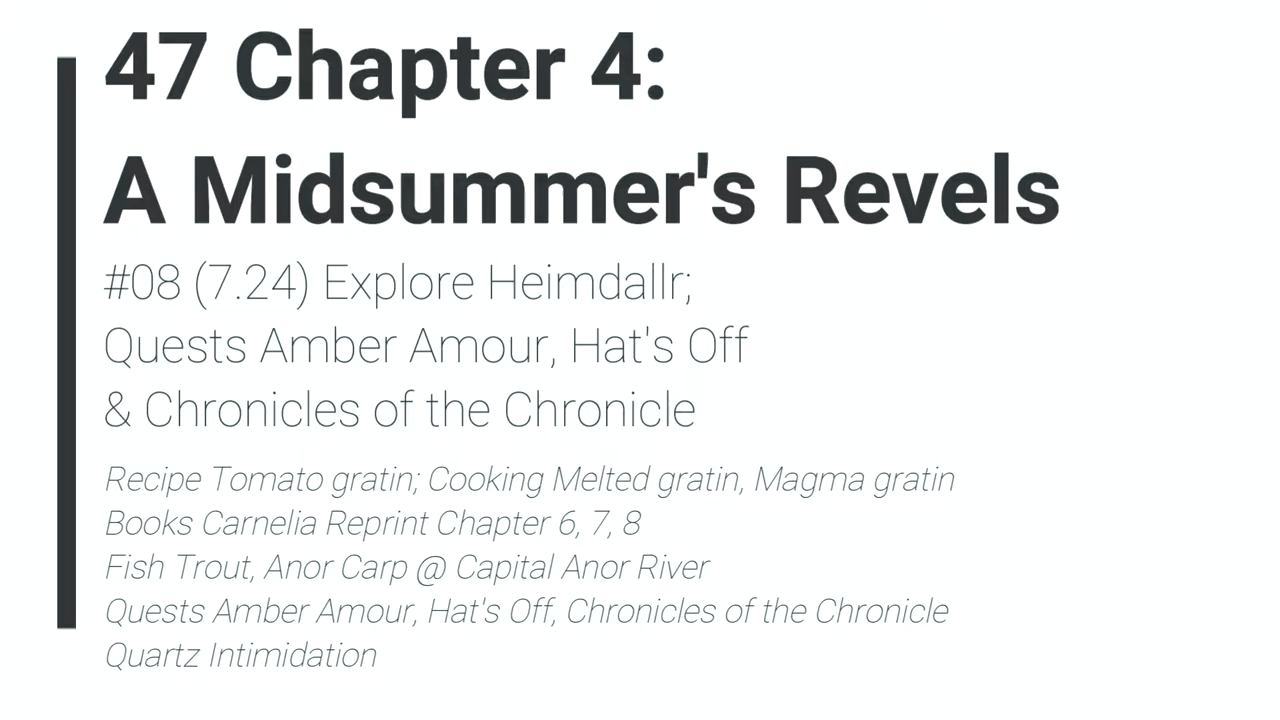 47 Chapter 4:
A Midsummer's Revels
#08 (7.24) Explore Heimdallr;
Quests Amber Amour, Hat's Off
& Chronicles of the Chronicle
Recipe Tomato gratin; Cooking Melted gratin, Magma gratin
Books Carnelia Reprint Chapter 6, 7, 8
Fish Trout, Anor Carp @ Capital Anor River
Quests Amber Amour, Hat's Off, Chronicles of the Chronicle
Quartz Intimidation